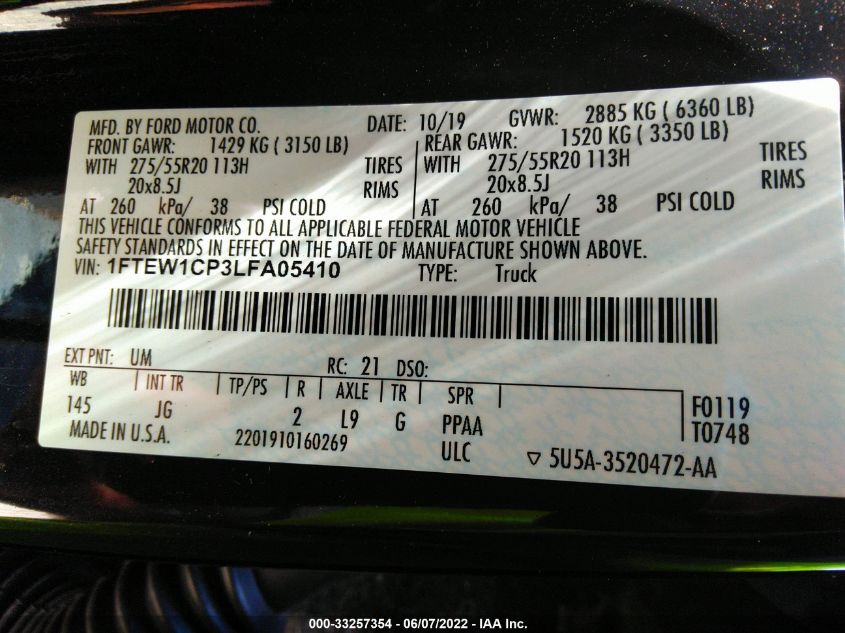 MFD. BY FORD MOTOR CO. DATE: 10/19 GVWR: 2885 KG ( 6360 LB)
FRONT GAWR: 1429 KG ( 3150 LB) REAR GAWR: 1520 KG ( 3350 LB)
WITH 275/55R20 113H TIRES WITH 275/55R20 113H TIRES
20x8.5J RIMS 20x8.5J RIMS
AT 260 kPa/ 38 PSI COLD AT 260 kPa/ 38 PSI COLD
THIS VEHICLE CONFORMS TO ALL APPLICABLE FEDERAL MOTOR VEHICLE
SAFETY STANDARDS IN EFFECT ON THE DATE OF MANUFACTURE SHOWN ABOVE.
VIN: 1FTEW1CP3LFA05410 TYPE: Truck
EXT PNT: UM RC: 21 DSO:
WB INT TR TP/PS R AXLE TR SPR
145 JG 2 L9 G PPAA F0119
MADE IN U.S.A. 2201910160269 ULC T0748
▽ 5U5A-3520472-AA
000-33257354 - 06/07/2022 - IAA Inc.